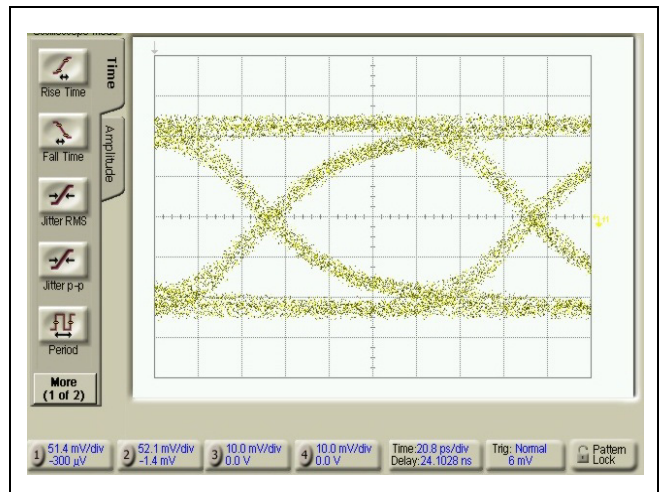 Oscilloscope Mode
Time
Rise Time
Amplitude
Fall Time
Jitter RMS
Jitter p-p
Period
More
(1 of 2)
1 51.4 mV/div
-300 µV
2 52.1 mV/div
-1.4 mV
3 10.0 mV/div
0.0 V
4 10.0 mV/div
0.0 V
Time:20.8 ps/div
Delay:24.1028 ns
Trig: Normal
6 mV
Pattern
Lock